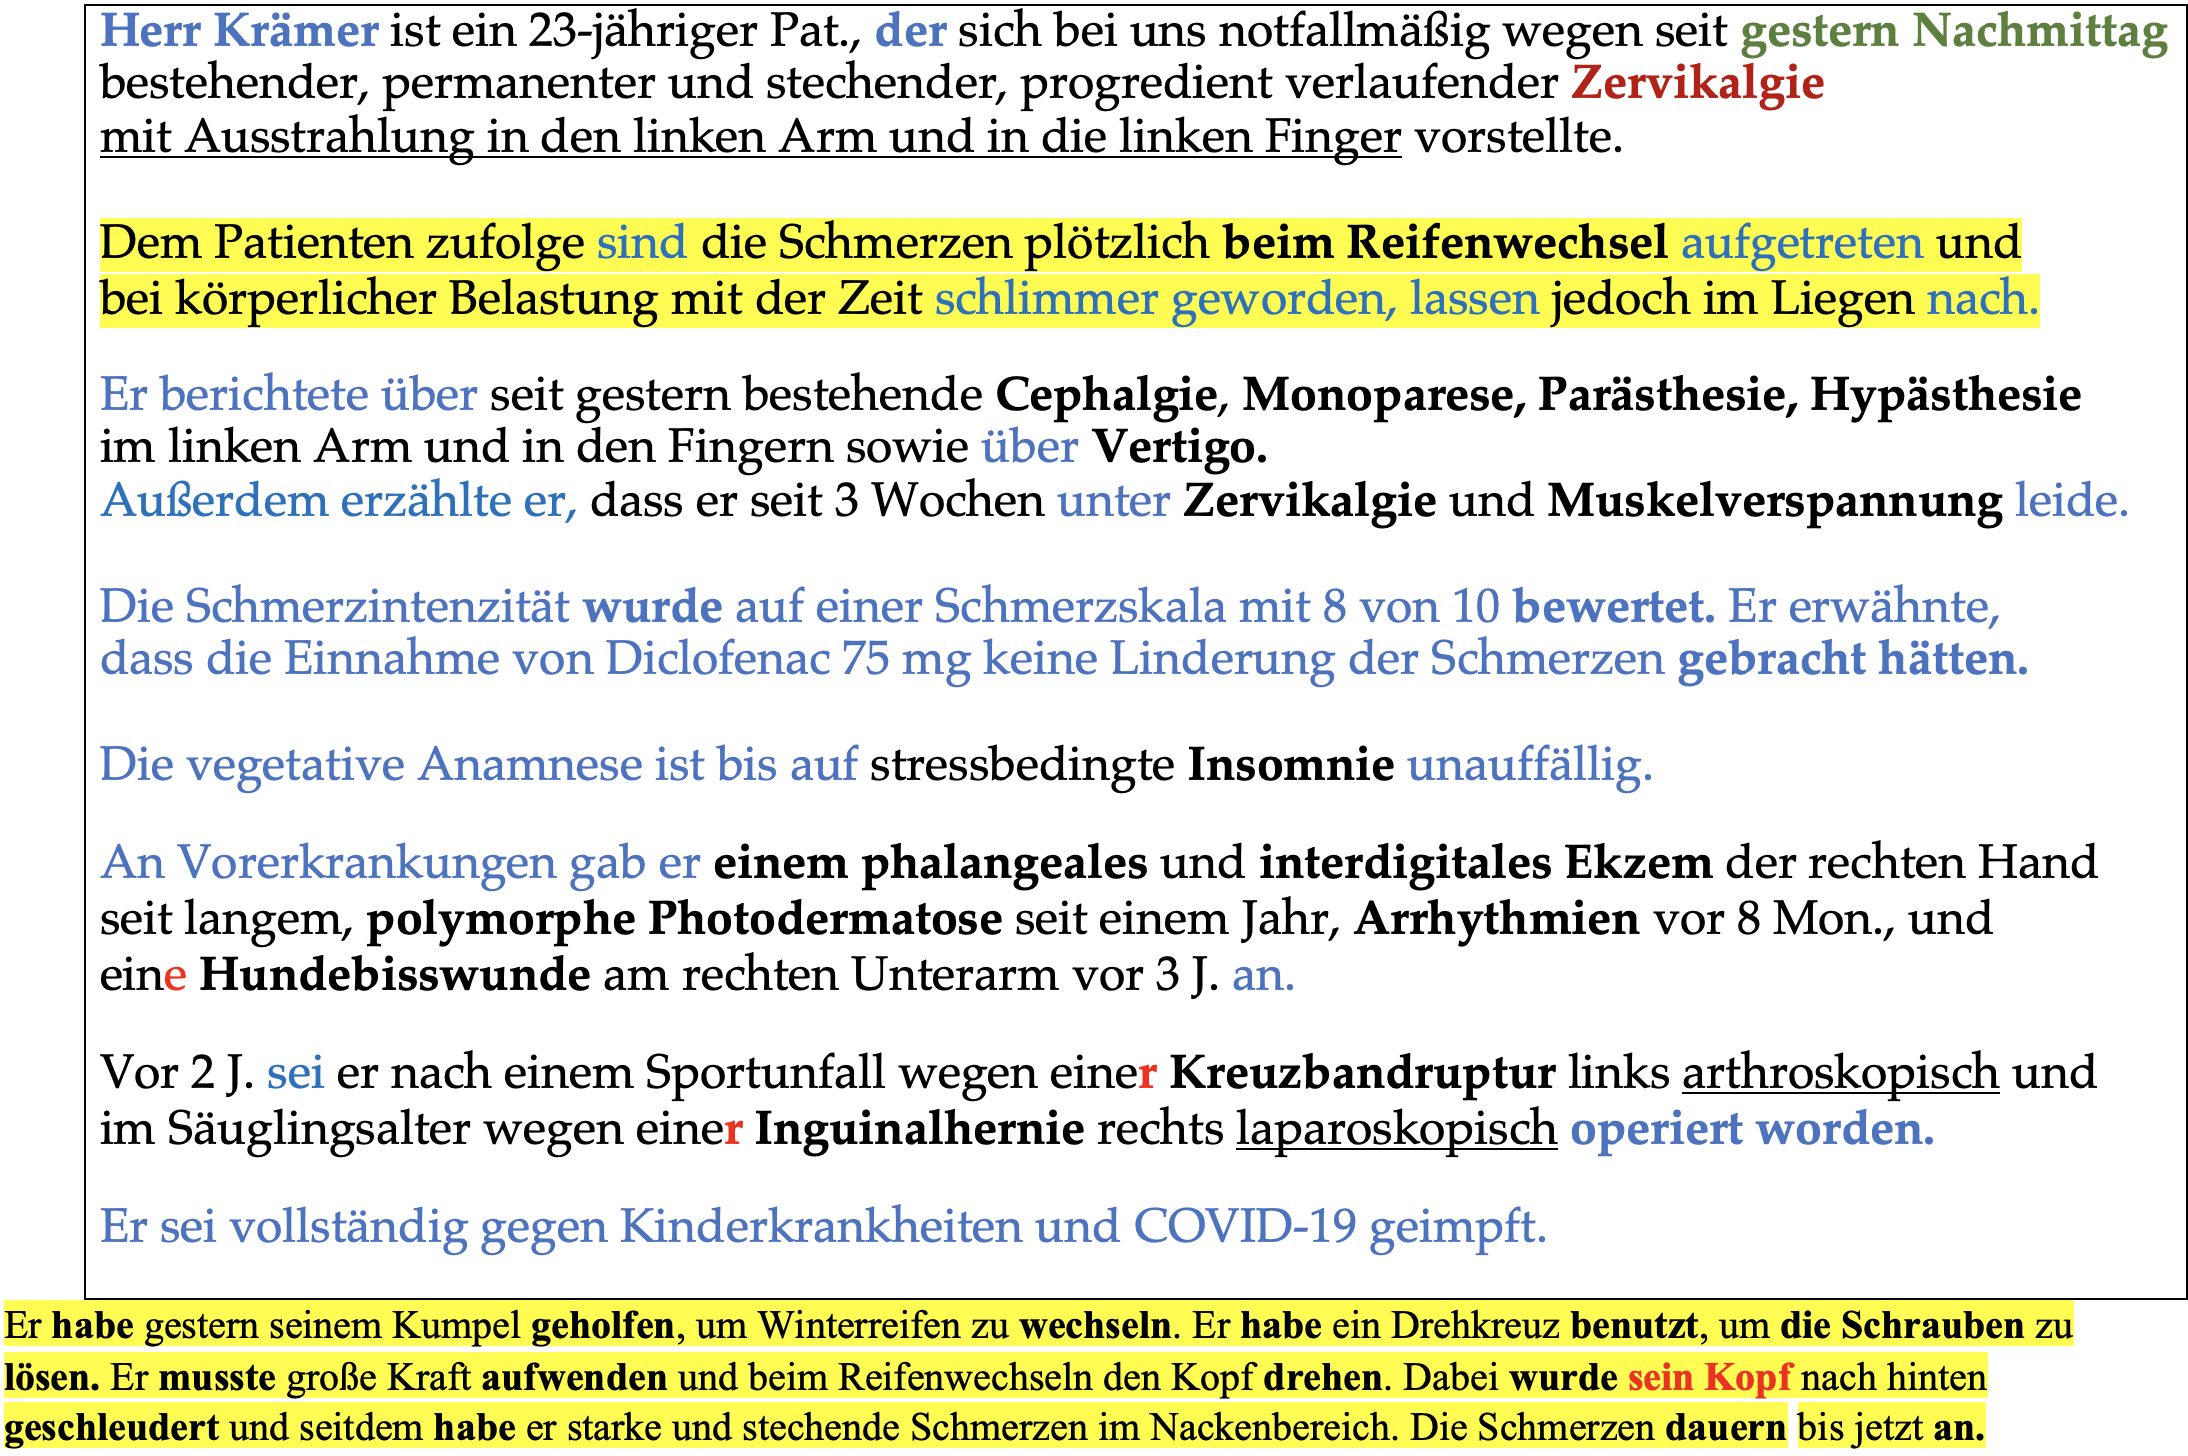 Herr Krämer ist ein 23-jähriger Pat., der sich bei uns notfallmäßig wegen seit gestern Nachmittag
bestehender, permanenter und stechender, progredient verlaufender Zervikalgie
mit Ausstrahlung in den linken Arm und in die linken Finger vorstellte.
Dem Patienten zufolge sind die Schmerzen plötzlich beim Reifenwechsel aufgetreten und
bei körperlicher Belastung mit der Zeit schlimmer geworden, lassen jedoch im Liegen nach.
Er berichtete über seit gestern bestehende Cephalgie, Monoparese, Parästhesie, Hypästhesie
im linken Arm und in den Fingern sowie über Vertigo.
Außerdem erzählte er, dass er seit 3 Wochen unter Zervikalgie und Muskelverspannung leide.
Die Schmerzintenzität wurde auf einer Schmerzskala mit 8 von 10 bewertet. Er erwähnte,
dass die Einnahme von Diclofenac 75 mg keine Linderung der Schmerzen gebracht hätten.
Die vegetative Anamnese ist bis auf stressbedingte Insomnie unauffällig.
An Vorerkrankungen gab er einem phalangeales und interdigitales Ekzem der rechten Hand
seit langem, polymorphe Photodermatose seit einem Jahr, Arrhythmien vor 8 Mon., und
eine Hundebisswunde am rechten Unterarm vor 3 J. an.
Vor 2 J. sei er nach einem Sportunfall wegen einer Kreuzbandruptur links arthroskopisch und
im Säuglingsalter wegen einer Inguinalhernie rechts laparoskopisch operiert worden.
Er sei vollständig gegen Kinderkrankheiten und COVID-19 geimpft.
Er habe gestern seinem Kumpel geholfen, um Winterreifen zu wechseln. Er habe ein Drehkreuz benutzt, um die Schrauben zu
lösen. Er musste große Kraft aufwenden und beim Reifenwechseln den Kopf drehen. Dabei wurde sein Kopf nach hinten
geschleudert und seitdem habe er starke und stechende Schmerzen im Nackenbereich. Die Schmerzen dauern bis jetzt an.